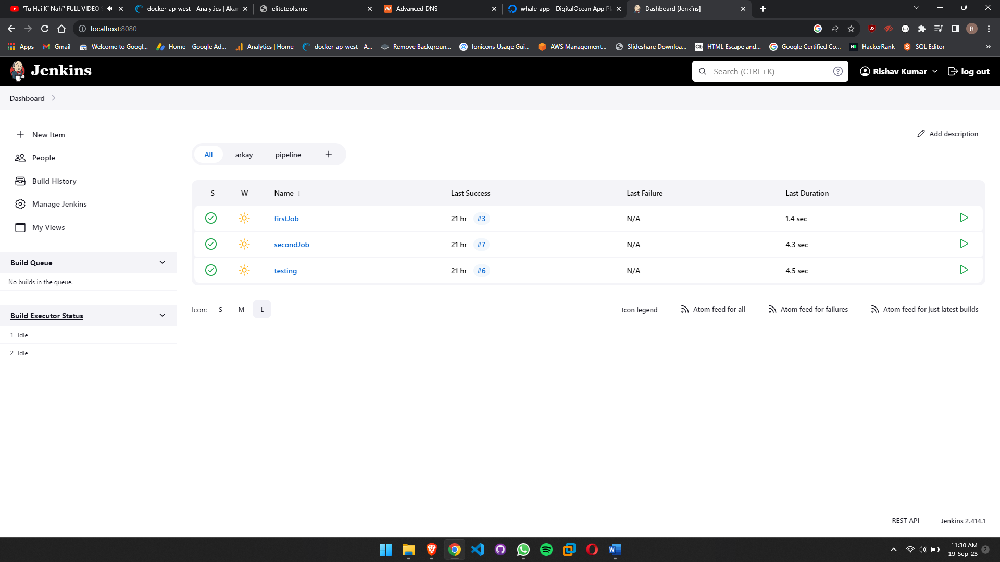 'Tu Hai Ki Nahi' FULL VIDEO
docker-ap-west - Analytics | Akar
elitetools.me
Advanced DNS
whale-app - DigitalOcean App Pl
Dashboard [Jenkins]
localhost:8080
R
Apps
Gmail
Welcome to Googl...
Home – Google Ad...
Analytics | Home
docker-ap-west - A...
Remove Backgroun...
Ionicons Usage Gui...
AWS Management...
Slideshare Downloa...
Cb HTML Escape and...
Google Certified Co...
HackerRank
SQL Editor
»
Jenkins
Search (CTRL+K)
Rishav Kumar
log out
Dashboard
New Item
People
Build History
Manage Jenkins
My Views
Build Queue
No builds in the queue.
Build Executor Status
1 Idle
2 Idle
Add description
All arkay pipeline +
S W Name ↓ Last Success Last Failure Last Duration
firstJob 21 hr #3 N/A 1.4 sec
secondJob 21 hr #7 N/A 4.3 sec
testing 21 hr #6 N/A 4.5 sec
Icon: S M L
Icon legend
Atom feed for all
Atom feed for failures
Atom feed for just latest builds
REST API
Jenkins 2.414.1
11:30 AM
19-Sep-23
2